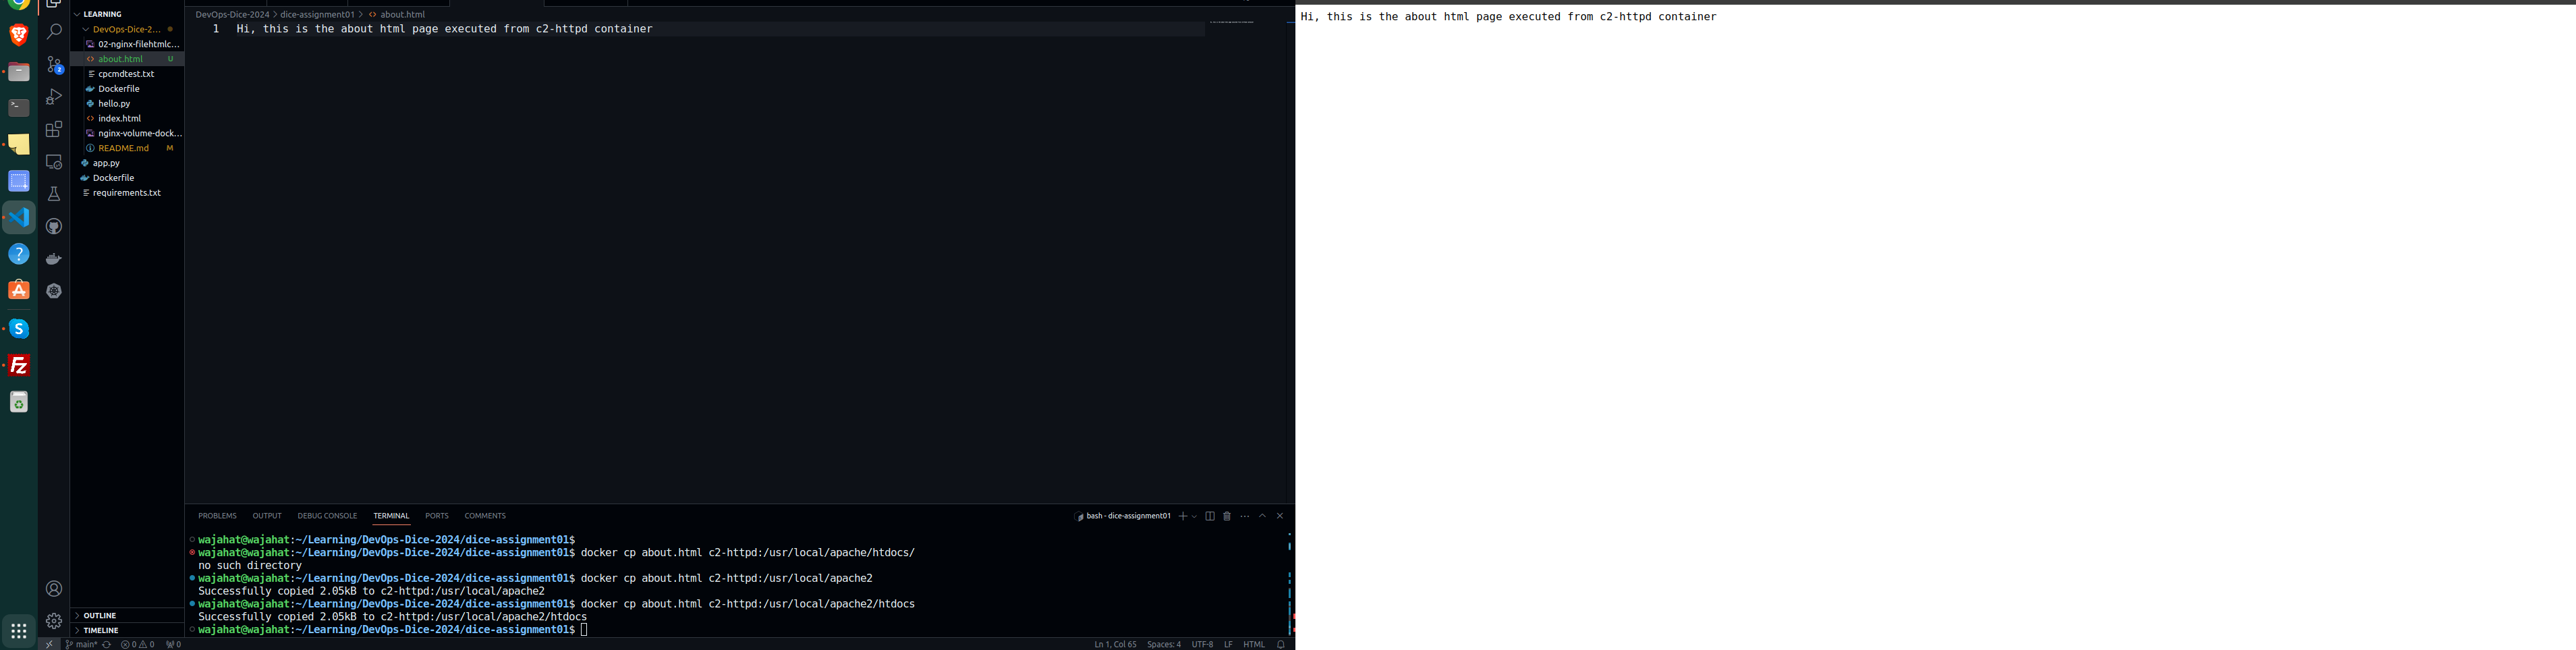 LEARNING
DevOps-Dice-2...
02-nginx-filehtmlc...
about.html U
cpcmdtest.txt
Dockerfile
hello.py
index.html
nginx-volume-dock...
README.md M
app.py
Dockerfile
requirements.txt
OUTLINE
TIMELINE
2
DevOps-Dice-2024 > dice-assignment01 > <> about.html
1 Hi, this is the about html page executed from c2-httpd container
PROBLEMS OUTPUT DEBUG CONSOLE TERMINAL PORTS COMMENTS
bash - dice-assignment01
wajahat@wajahat:~/Learning/DevOps-Dice-2024/dice-assignment01$
wajahat@wajahat:~/Learning/DevOps-Dice-2024/dice-assignment01$ docker cp about.html c2-httpd:/usr/local/apache/htdocs/
no such directory
wajahat@wajahat:~/Learning/DevOps-Dice-2024/dice-assignment01$ docker cp about.html c2-httpd:/usr/local/apache2
Successfully copied 2.05kB to c2-httpd:/usr/local/apache2
wajahat@wajahat:~/Learning/DevOps-Dice-2024/dice-assignment01$ docker cp about.html c2-httpd:/usr/local/apache2/htdocs
Successfully copied 2.05kB to c2-httpd:/usr/local/apache2/htdocs
wajahat@wajahat:~/Learning/DevOps-Dice-2024/dice-assignment01$
main* 0 0 0
Ln 1, Col 65 Spaces: 4 UTF-8 LF HTML
Hi, this is the about html page executed from c2-httpd container